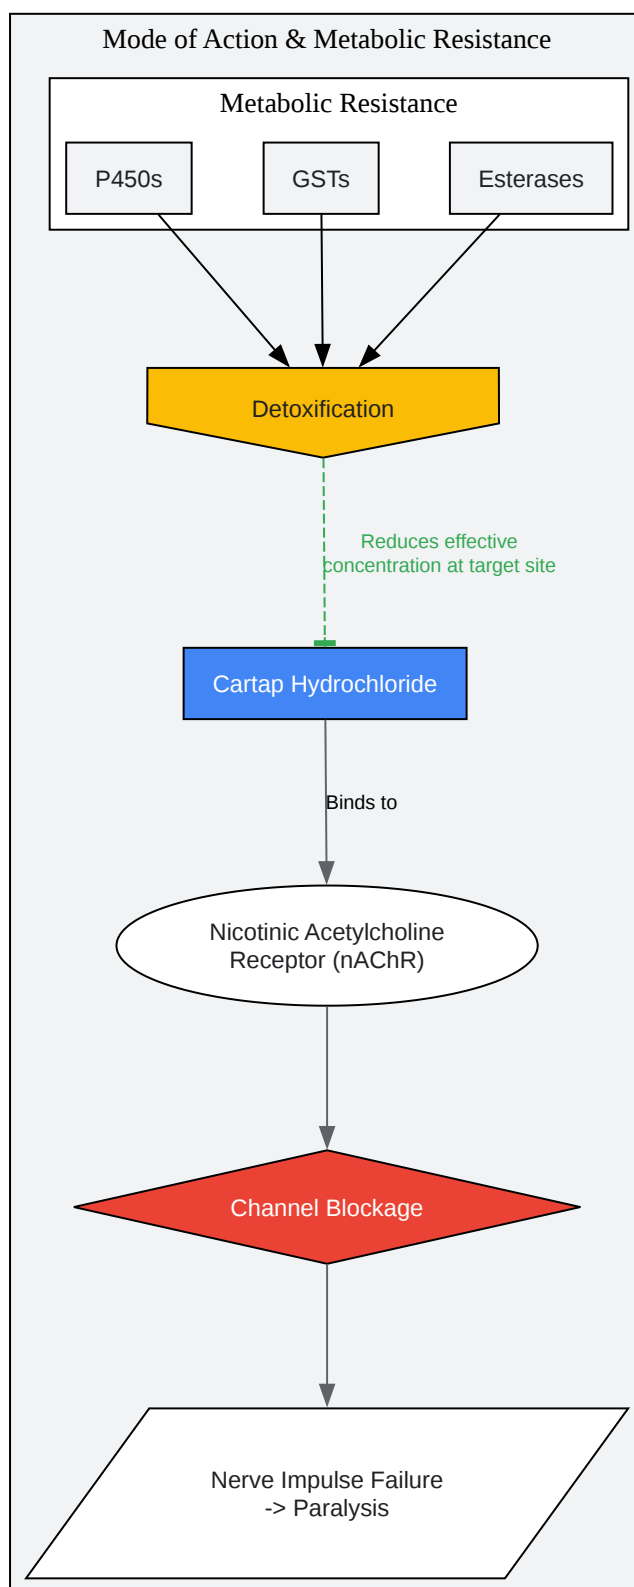 Mode of Action & Metabolic Resistance
Metabolic Resistance
P450s
GSTs
Esterases
Detoxification
Reduces effective
concentration at target site
Cartap Hydrochloride
Binds to
Nicotinic Acetylcholine
Receptor (nAChR)
Channel Blockage
Nerve Impulse Failure
-> Paralysis